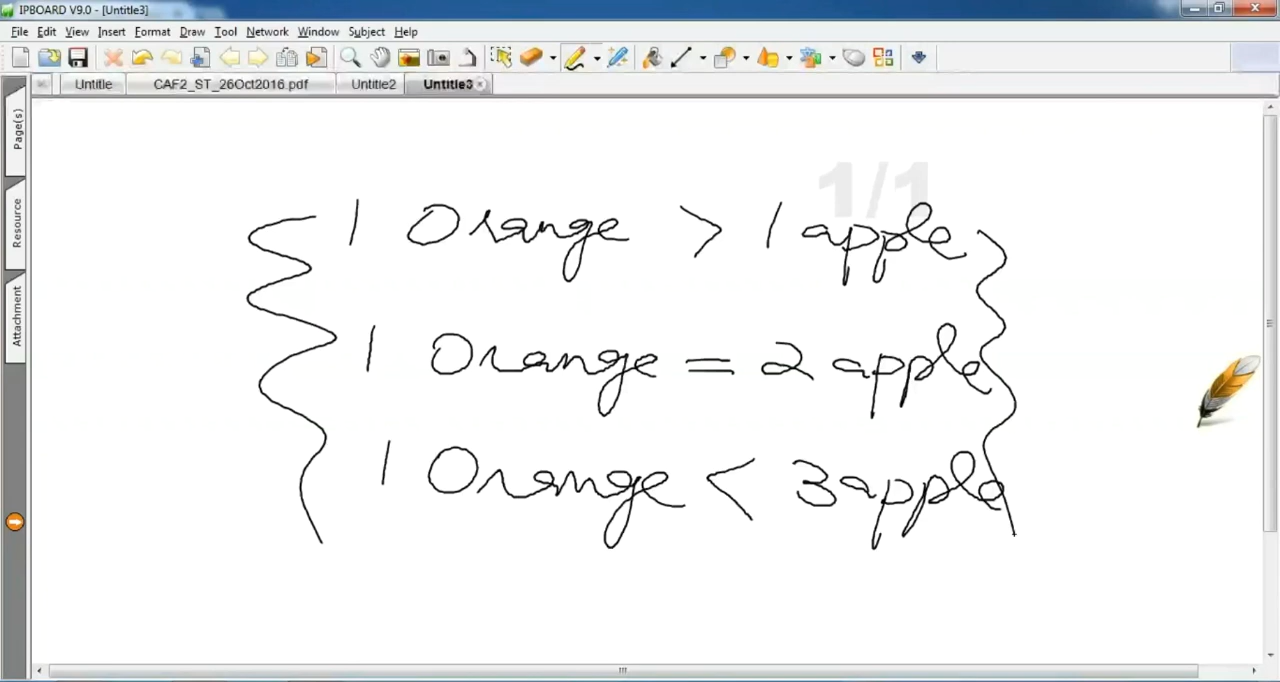 IPBOARD V9.0 - [Untitle3]
File Edit View Insert Format Draw Tool Network Window Subject Help
Untitle CAF2_ST_26Oct2016.pdf Untitle2 Untitle3
Page(s)
Resource
Attachment
1/1
1 Orange > 1 apple
1 Orange = 2 apple
1 Orange < 3 apple